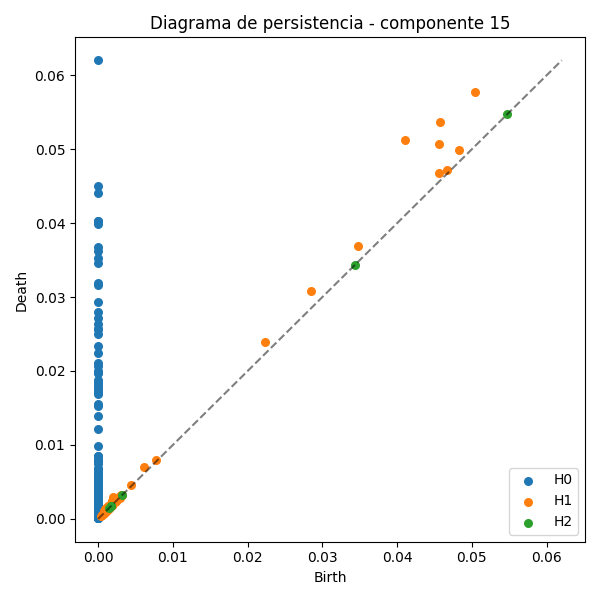 Diagrama de persistencia - componente 15
Death
0.06
0.05
0.04
0.03
0.02
0.01
0.00
0.00 0.01 0.02 0.03 0.04 0.05 0.06
Birth
H0
H1
H2